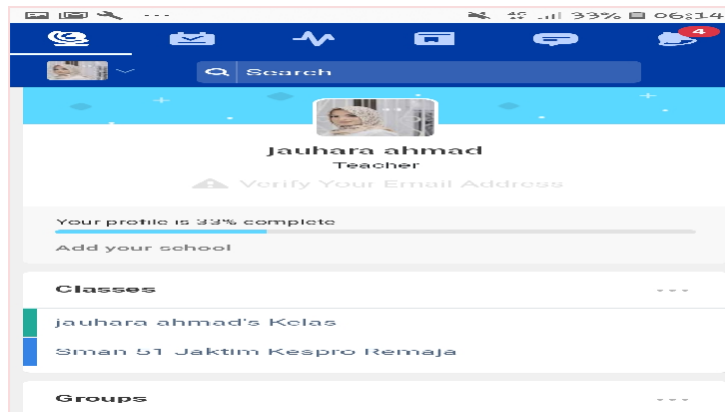 33% 06:14
4
Search
jauhara ahmad
Teacher
Verify Your Email Address
Your profile is 33% complete
Add your school
Classes
jauhara ahmad's Kelas
Sman 51 Jaktim Kespro Remaja
Groups